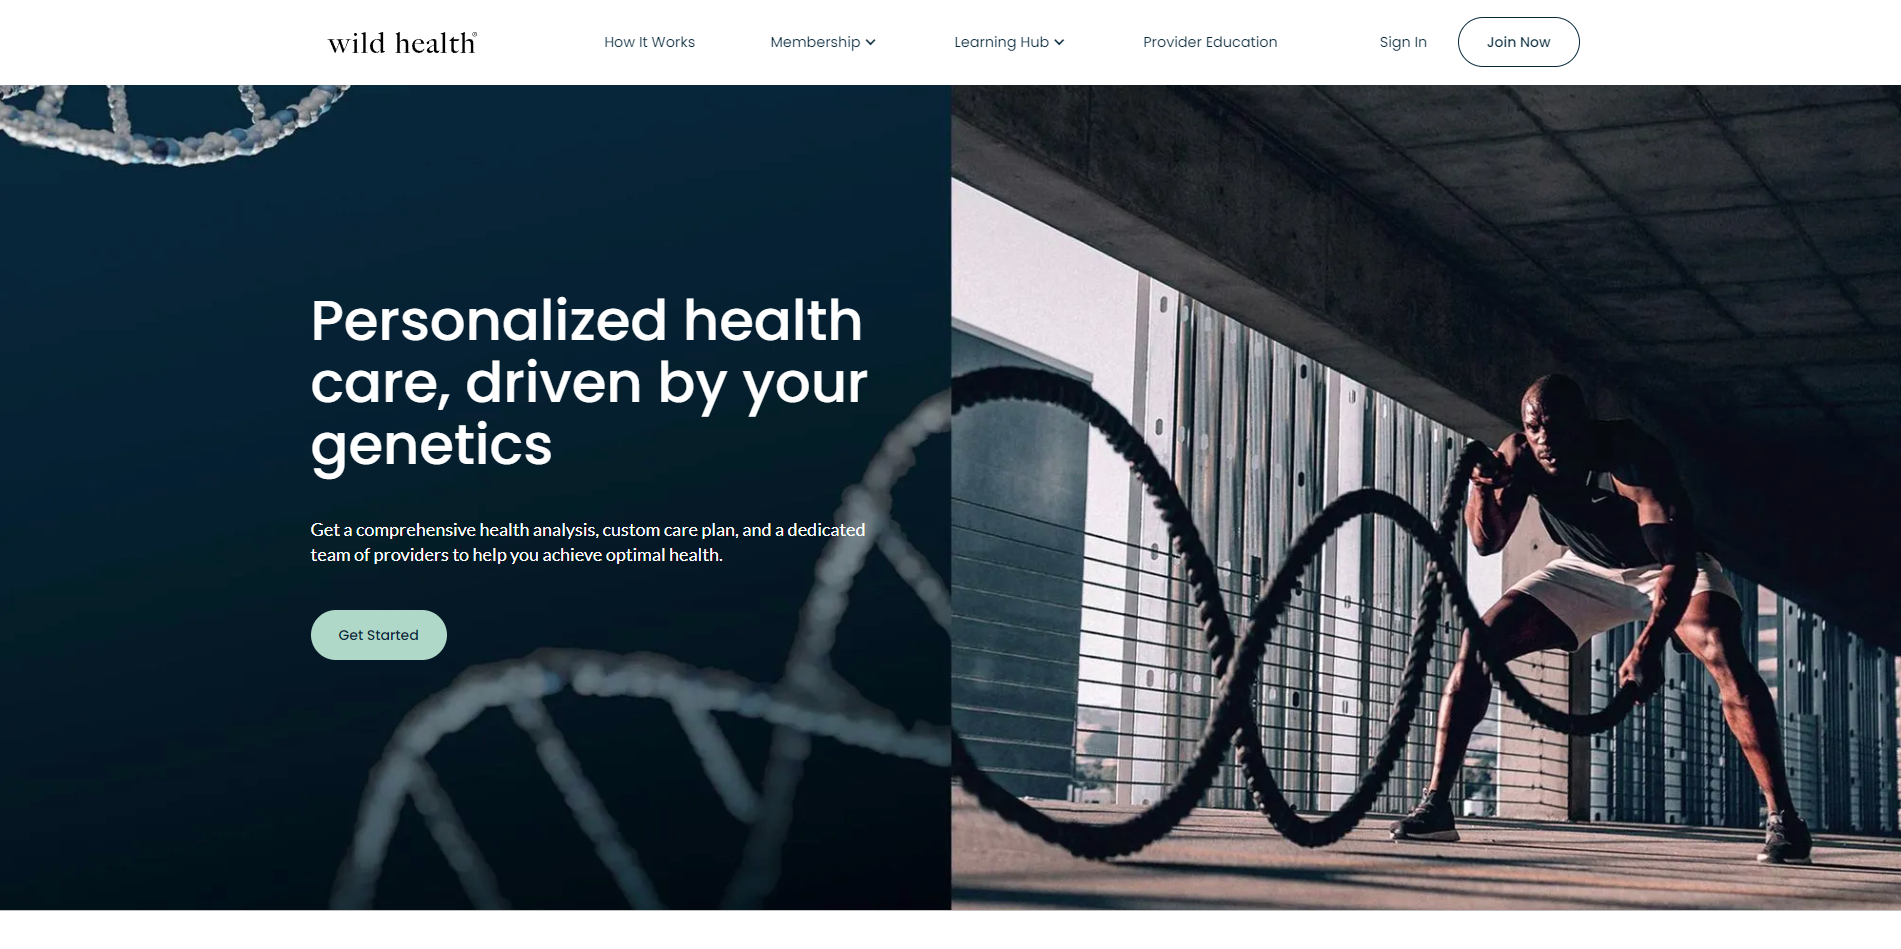 wild health®
How It Works
Membership
Learning Hub
Provider Education
Sign In
Join Now
Personalized health
care, driven by your
genetics
Get a comprehensive health analysis, custom care plan, and a dedicated
team of providers to help you achieve optimal health.
Get Started